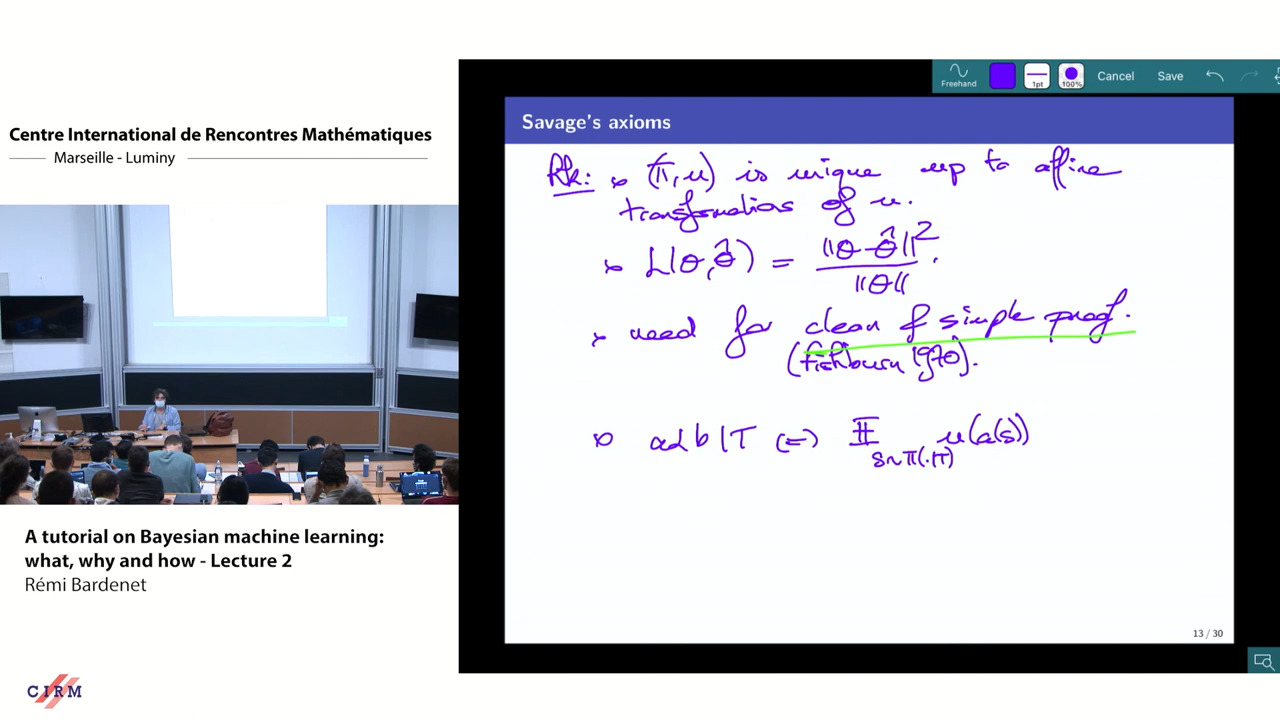 Centre International de Rencontres Mathématiques
Marseille - Luminy
A tutorial on Bayesian machine learning:
what, why and how - Lecture 2
Rémi Bardenet
CIRM
Freehand
1pt
100%
Cancel
Save
Savage's axioms
Rk: × (π, u) is unique up to affine
transformations of u.
× L(θ, θ̂) = ‖θ-θ̂‖² / ‖θ‖.
× need for clean & simple proof.
(Fishburn 1970).
× a≺b|T (=) 𝔼 s∼π(.|T) u(a(s))
13 / 30